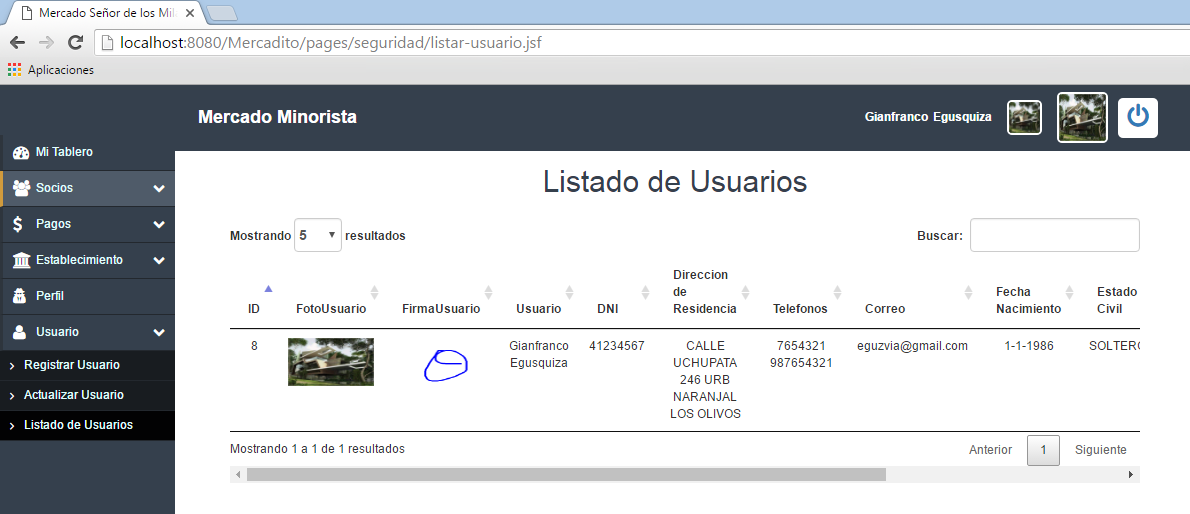 Mercado Señor de los Mil
localhost:8080/Mercadito/pages/seguridad/listar-usuario.jsf
Aplicaciones
Mercado Minorista
Gianfranco Egusquiza
Mi Tablero
Socios
Pagos
Establecimiento
Perfil
Usuario
Registrar Usuario
Actualizar Usuario
Listado de Usuarios
Listado de Usuarios
Mostrando 5 resultados
Buscar:
ID
FotoUsuario
FirmaUsuario
Usuario
DNI
Direccion
de
Residencia
Telefonos
Correo
Fecha
Nacimiento
Estado
Civil
8
Gianfranco
Egusquiza
41234567
CALLE
UCHUPATA
246 URB
NARANJAL
LOS OLIVOS
7654321
987654321
eguzvia@gmail.com
1-1-1986
SOLTERO
Mostrando 1 a 1 de 1 resultados
Anterior 1 Siguiente